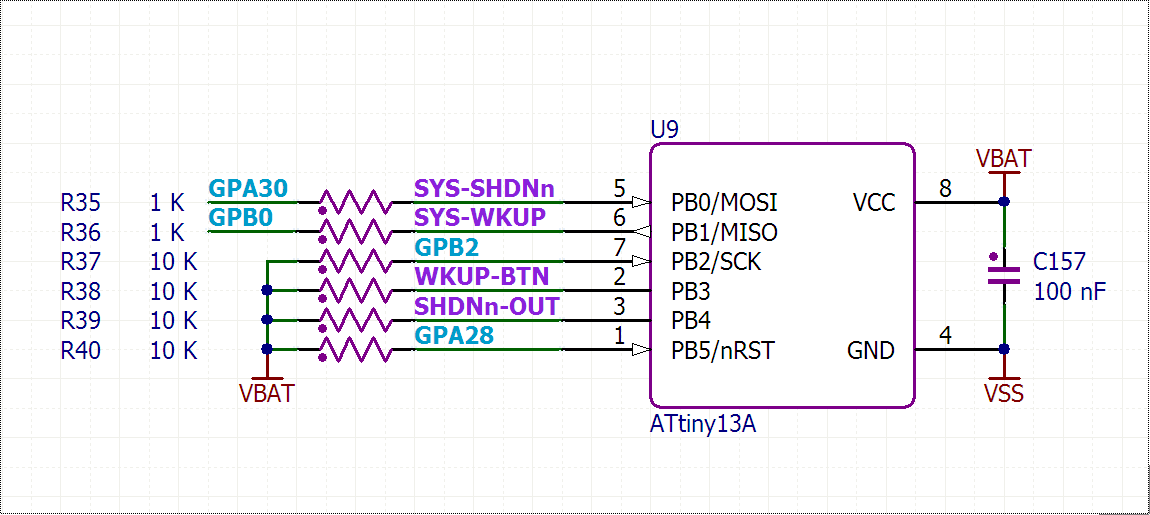 U9
VBAT
R35 1 K GPA30 SYS-SHDNn 5 PB0/MOSI VCC 8
R36 1 K GPB0 SYS-WKUP 6 PB1/MISO
R37 10 K GPB2 7 PB2/SCK C157
R38 10 K WKUP-BTN 2 PB3 100 nF
R39 10 K SHDNn-OUT 3 PB4
R40 10 K GPA28 1 PB5/nRST GND 4
VBAT VSS
ATtiny13A